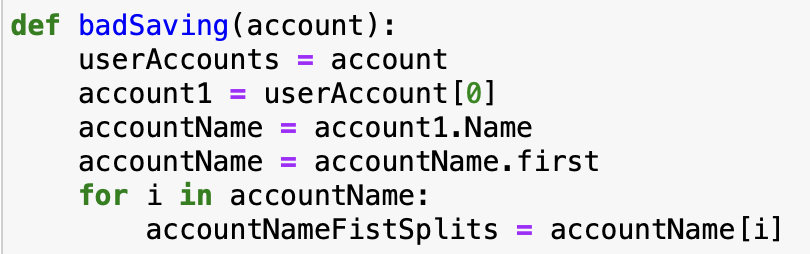 def badSaving(account):
    userAccounts = account
    account1 = userAccount[0]
    accountName = account1.Name
    accountName = accountName.first
    for i in accountName:
        accountNameFistSplits = accountName[i]